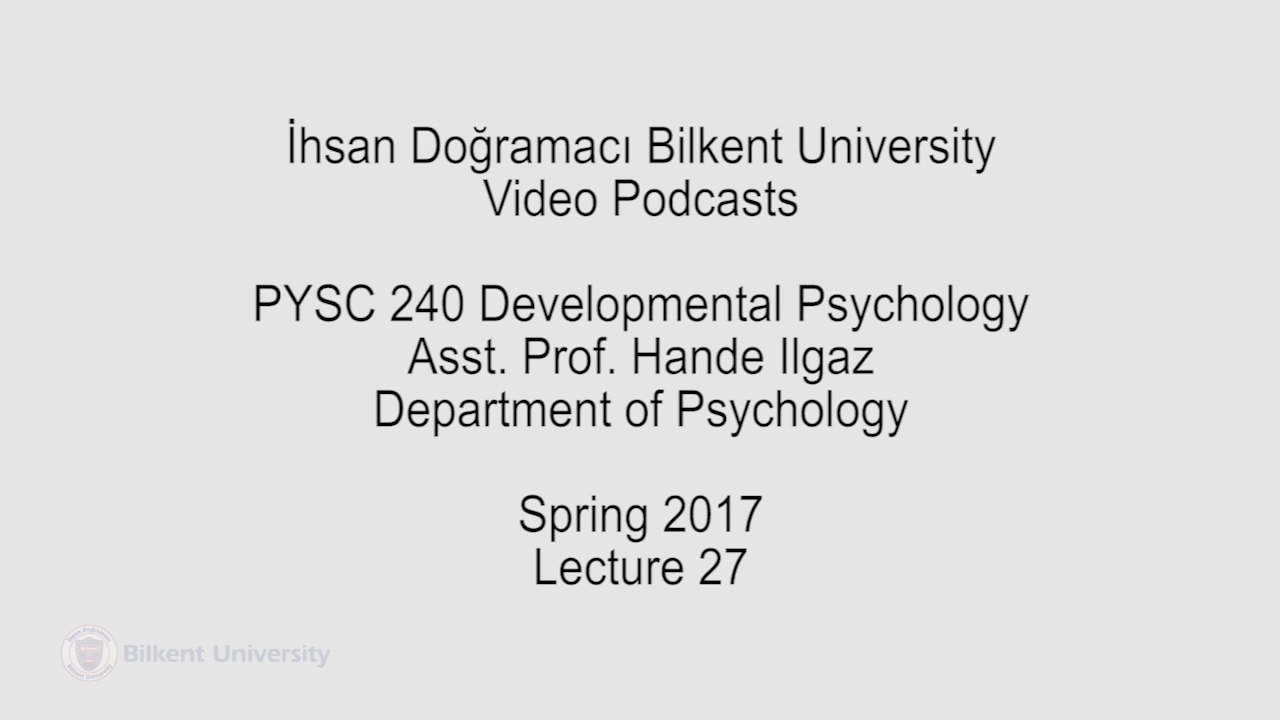 İhsan Doğramacı Bilkent University
Video Podcasts
PYSC 240 Developmental Psychology
Asst. Prof. Hande Ilgaz
Department of Psychology
Spring 2017
Lecture 27
Bilkent University